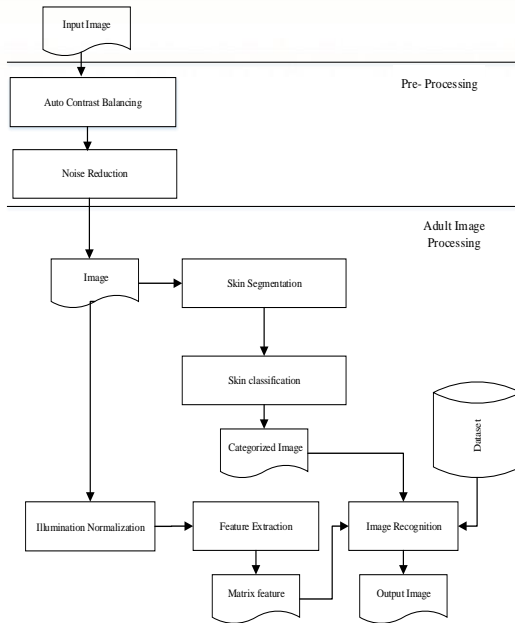 Input Image
Pre- Processing
Auto Contrast Balancing
Noise Reduction
Adult Image
Processing
Image
Skin Segmentation
Skin classification
Dataset
Categorized Image
Illumination Normalization
Feature Extraction
Image Recognition
Matrix feature
Output Image